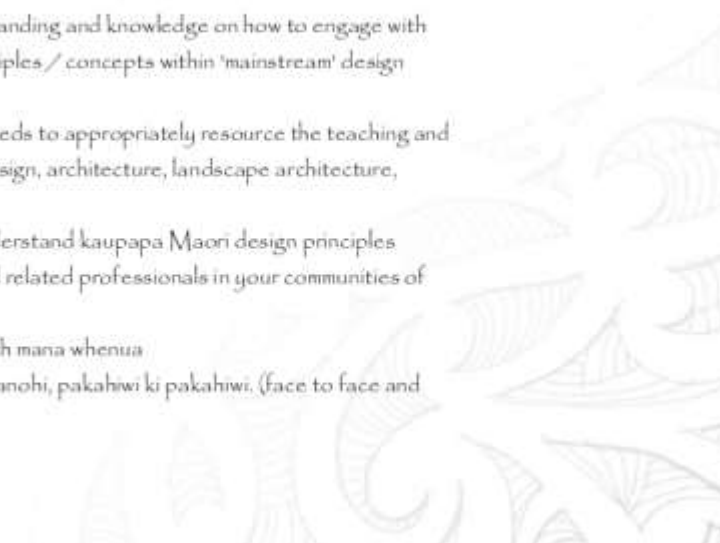 anding and knowledge on how to engage with
iples / concepts within 'mainstream' design
eds to appropriately resource the teaching and
sign, architecture, landscape architecture,
derstand kaupapa Maori design principles
related professionals in your communities of
h mana whenua
anohi, pakahiwi ki pakahiwi. (face to face and